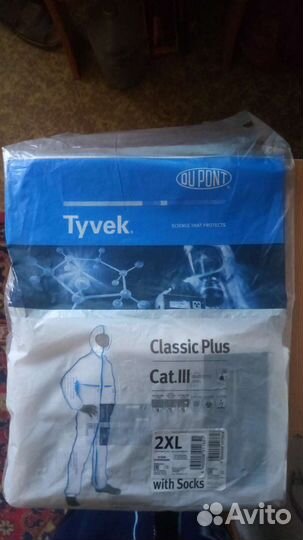 DU PONT
Tyvek®
SCIENCE THAT PROTECTS
Classic Plus
Cat.III
2XL
with Socks
Avito